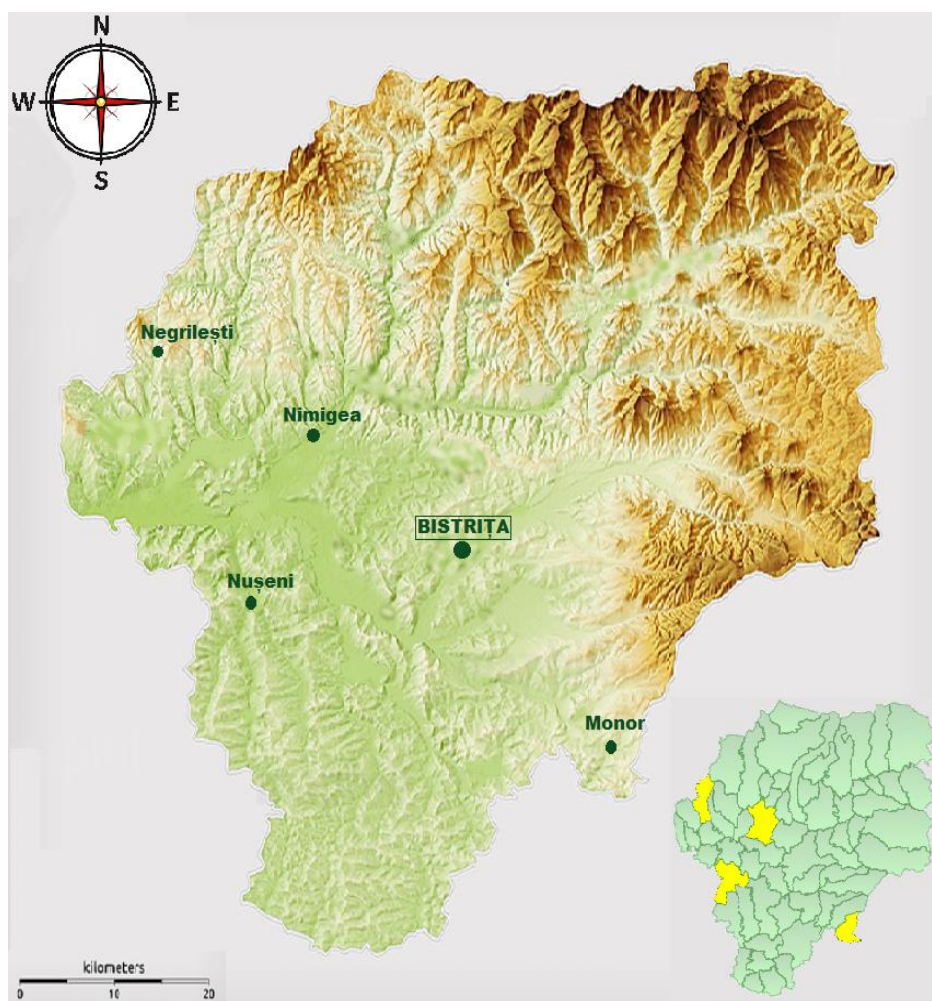 N
W E
S
Negrilești
Nimigea
BISTRIȚA
Nușeni
Monor
kilometers
0 10 20